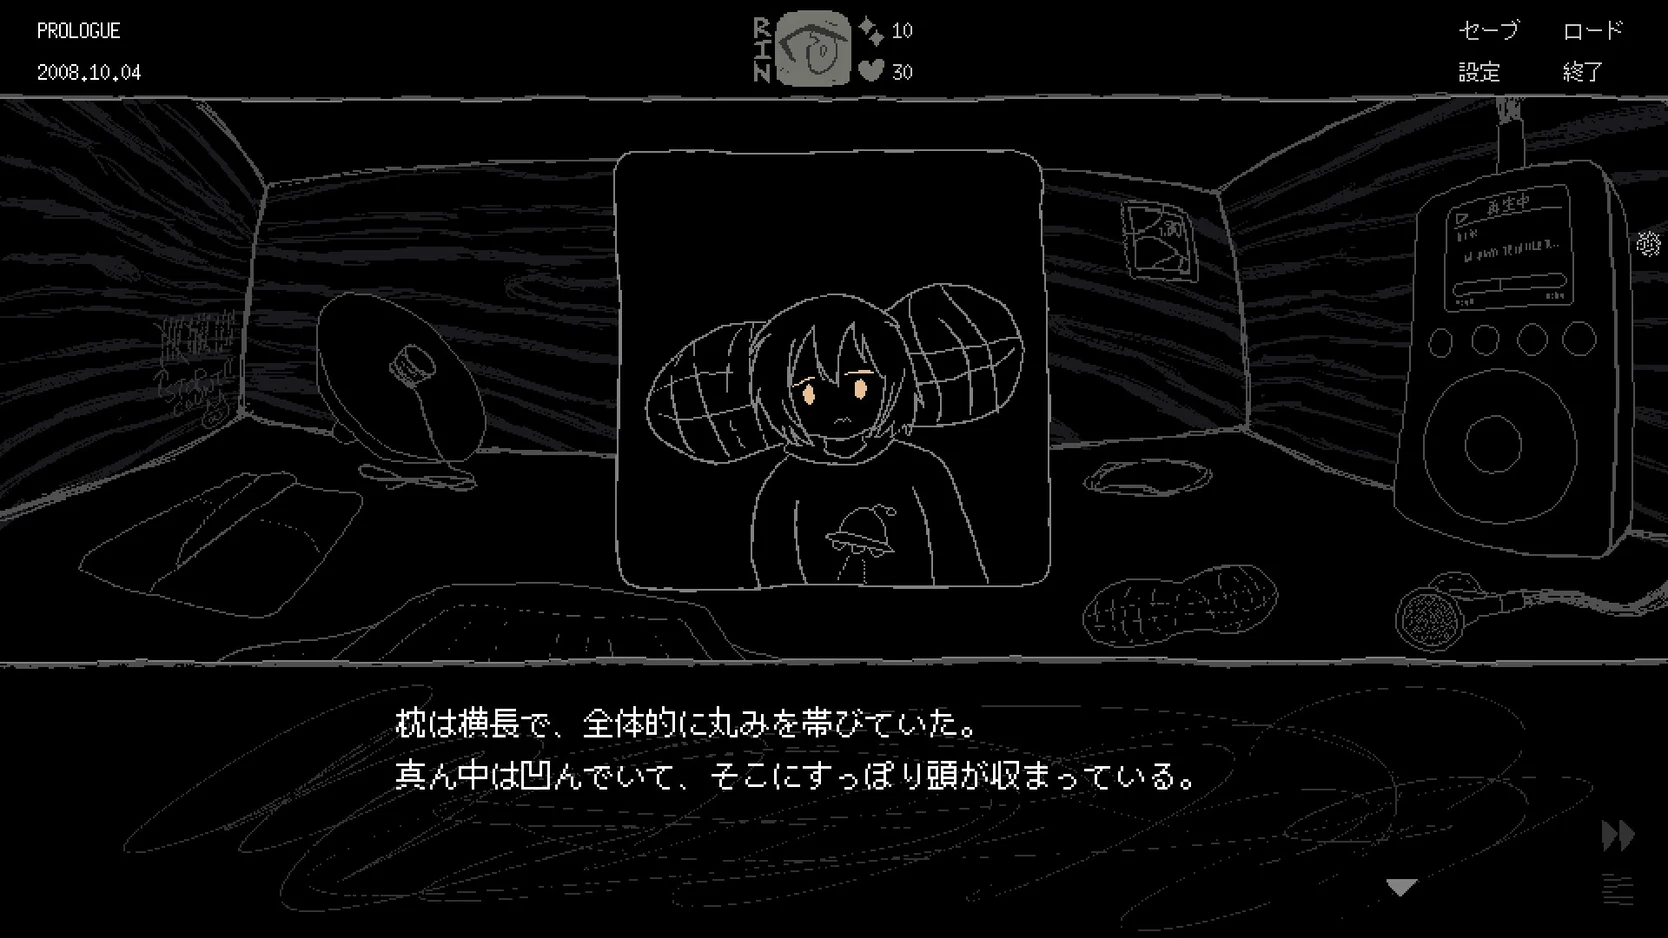 PROLOGUE
2008.10.04
RIN
10
30
セーブ ロード
設定 終了
再生中
枕は横長で、全体的に丸みを帯びていた。
真ん中は凹んでいて、そこにすっぽり頭が収まっている。